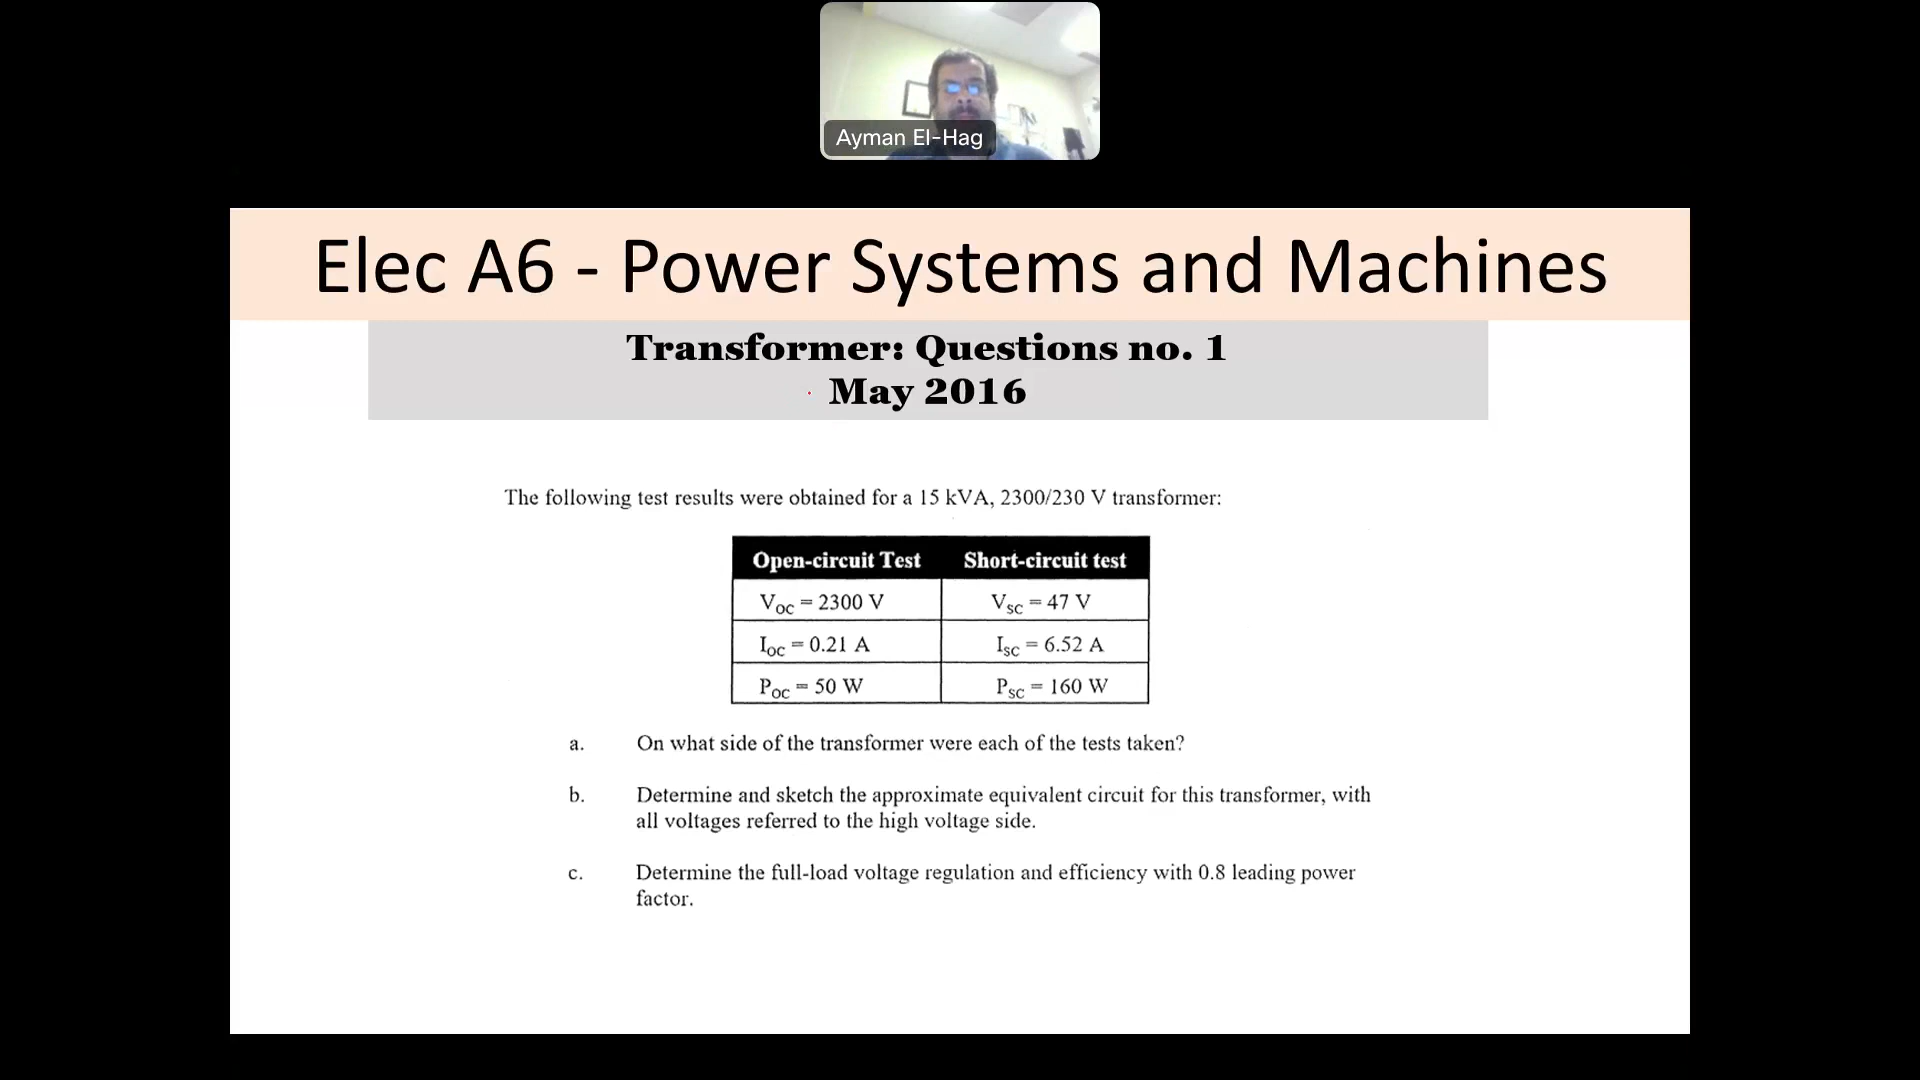 Ayman El-Hag
Elec A6 - Power Systems and Machines
Transformer: Questions no. 1
May 2016
The following test results were obtained for a 15 kVA, 2300/230 V transformer:
Open-circuit Test Short-circuit test
VOC = 2300 V VSC = 47 V
IOC = 0.21 A ISC = 6.52 A
POC = 50 W PSC = 160 W
a. On what side of the transformer were each of the tests taken?
b. Determine and sketch the approximate equivalent circuit for this transformer, with
all voltages referred to the high voltage side.
c. Determine the full-load voltage regulation and efficiency with 0.8 leading power
factor.